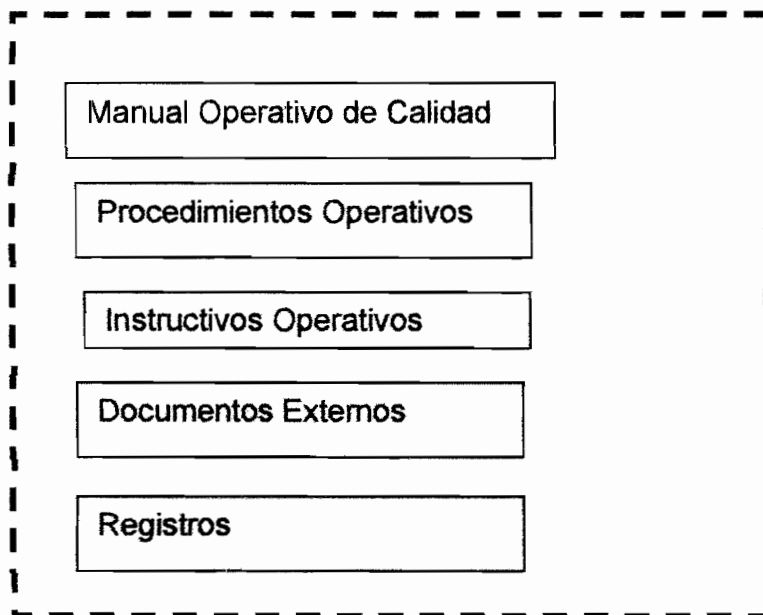 Manual Operativo de Calidad
Procedimientos Operativos
Instructivos Operativos
Documentos Externos
Registros